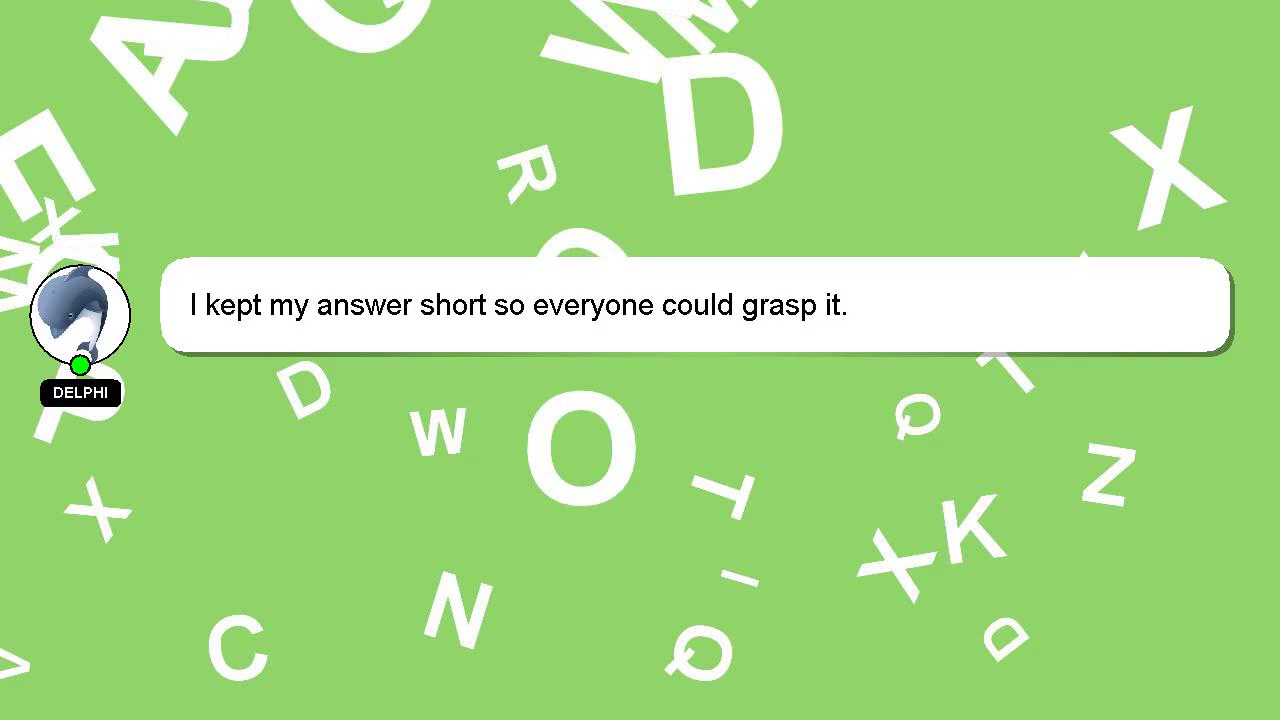 I kept my answer short so everyone could grasp it.
DELPHI
A
G
D
R
X
E
X
D
W
O
T
Q
T
Z
X
K
X
N
I
C
Q
D